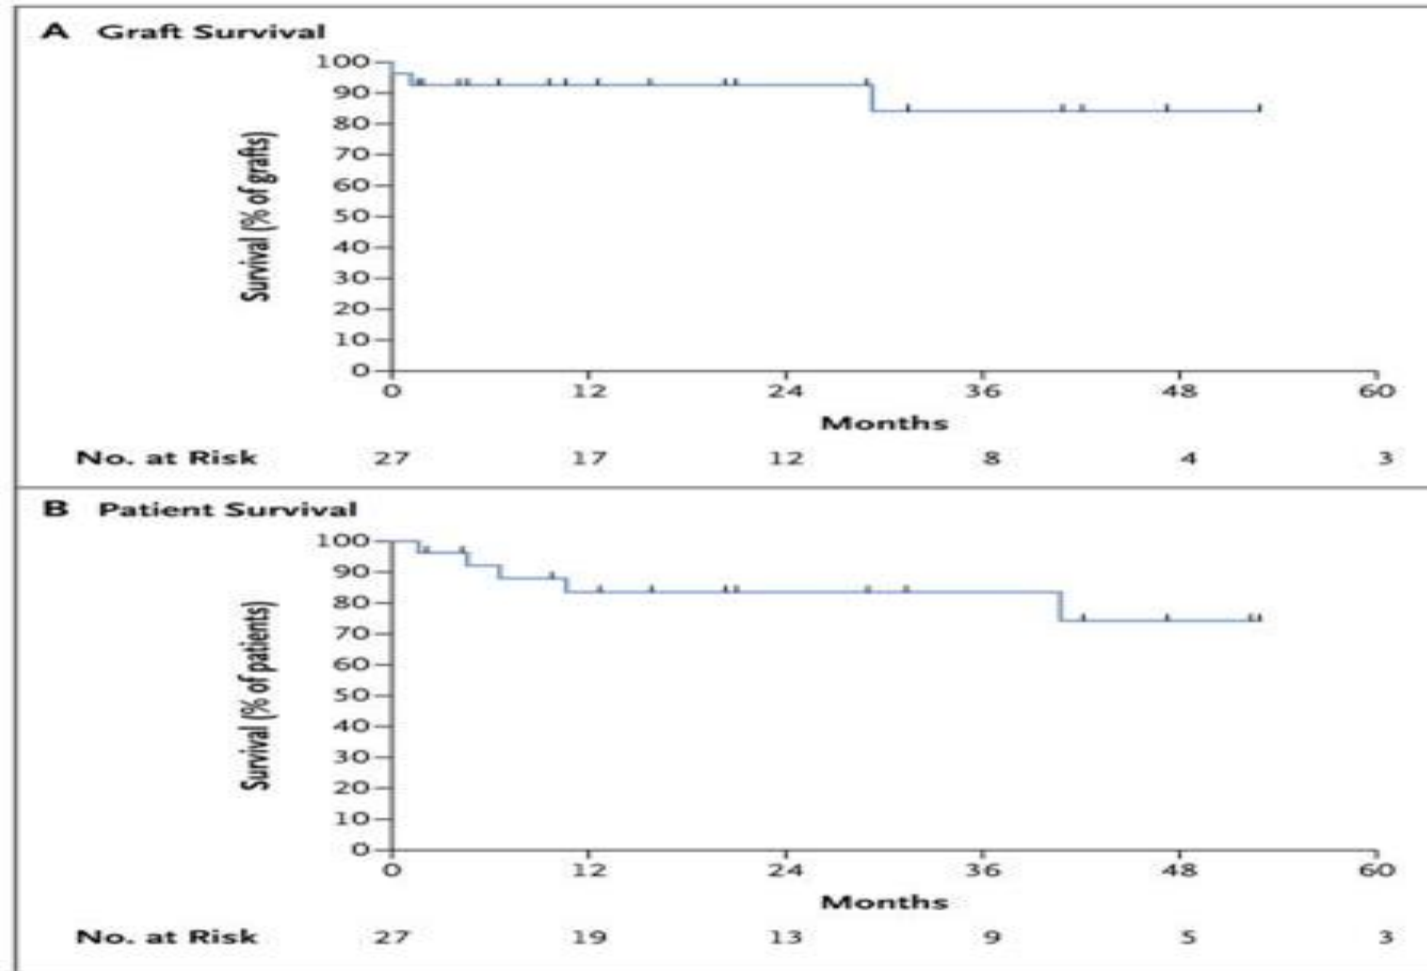 A Graft Survival
100
90
80
70
60
50
40
30
20
10
0
Survival (% of grafts)
0 12 24 36 48 60
Months
No. at Risk 27 17 12 8 4 3
B Patient Survival
100
90
80
70
60
50
40
30
20
10
0
Survival (% of patients)
0 12 24 36 48 60
Months
No. at Risk 27 19 13 9 5 3